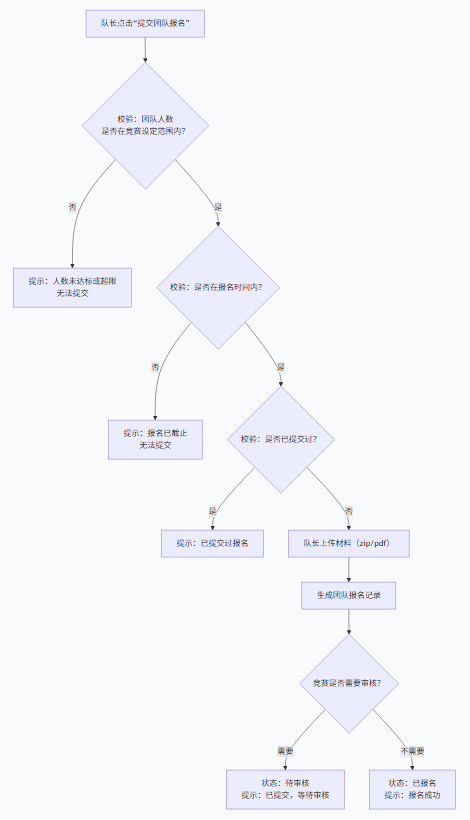 队长点击“提交团队报名”
校验：团队人数
是否在竞赛设定范围内？
否
是
提示：人数未达标或超限
无法提交
校验：是否在报名时间内？
否
是
提示：报名已截止
无法提交
校验：是否已提交过？
是
否
提示：已提交过报名
队长上传材料（zip/pdf）
生成团队报名记录
竞赛是否需要审核？
需要
不需要
状态：待审核
提示：已提交，等待审核
状态：已报名
提示：报名成功